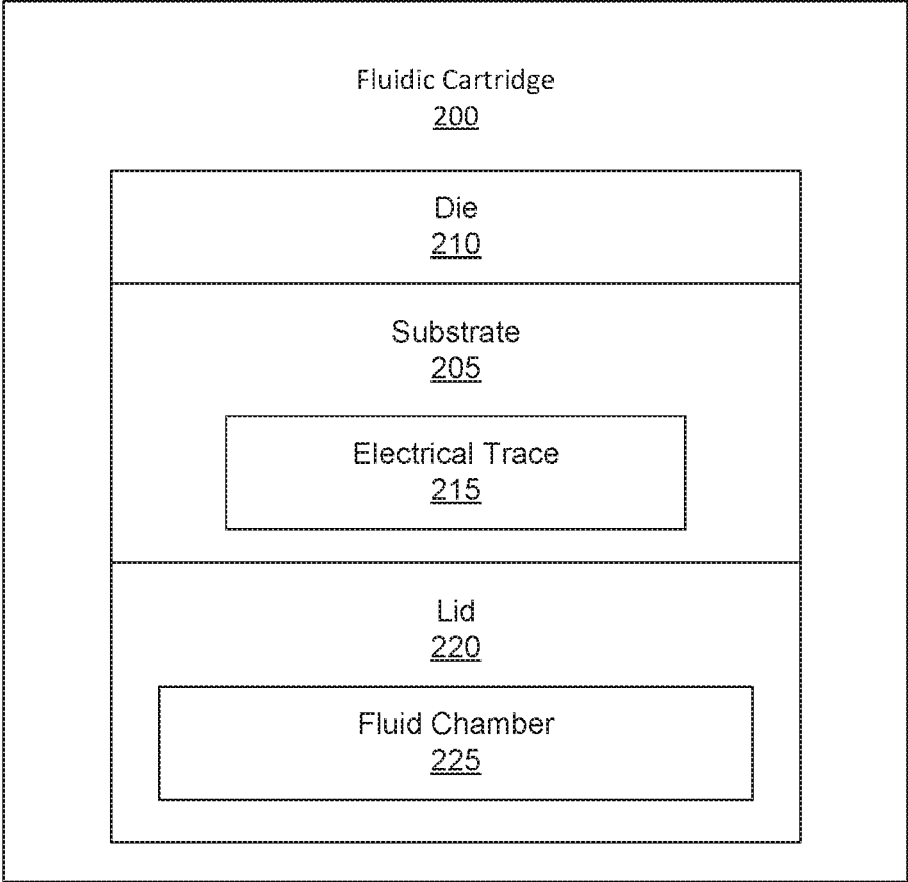 Fluidic Cartridge
200
Die
210
Substrate
205
Electrical Trace
215
Lid
220
Fluid Chamber
225